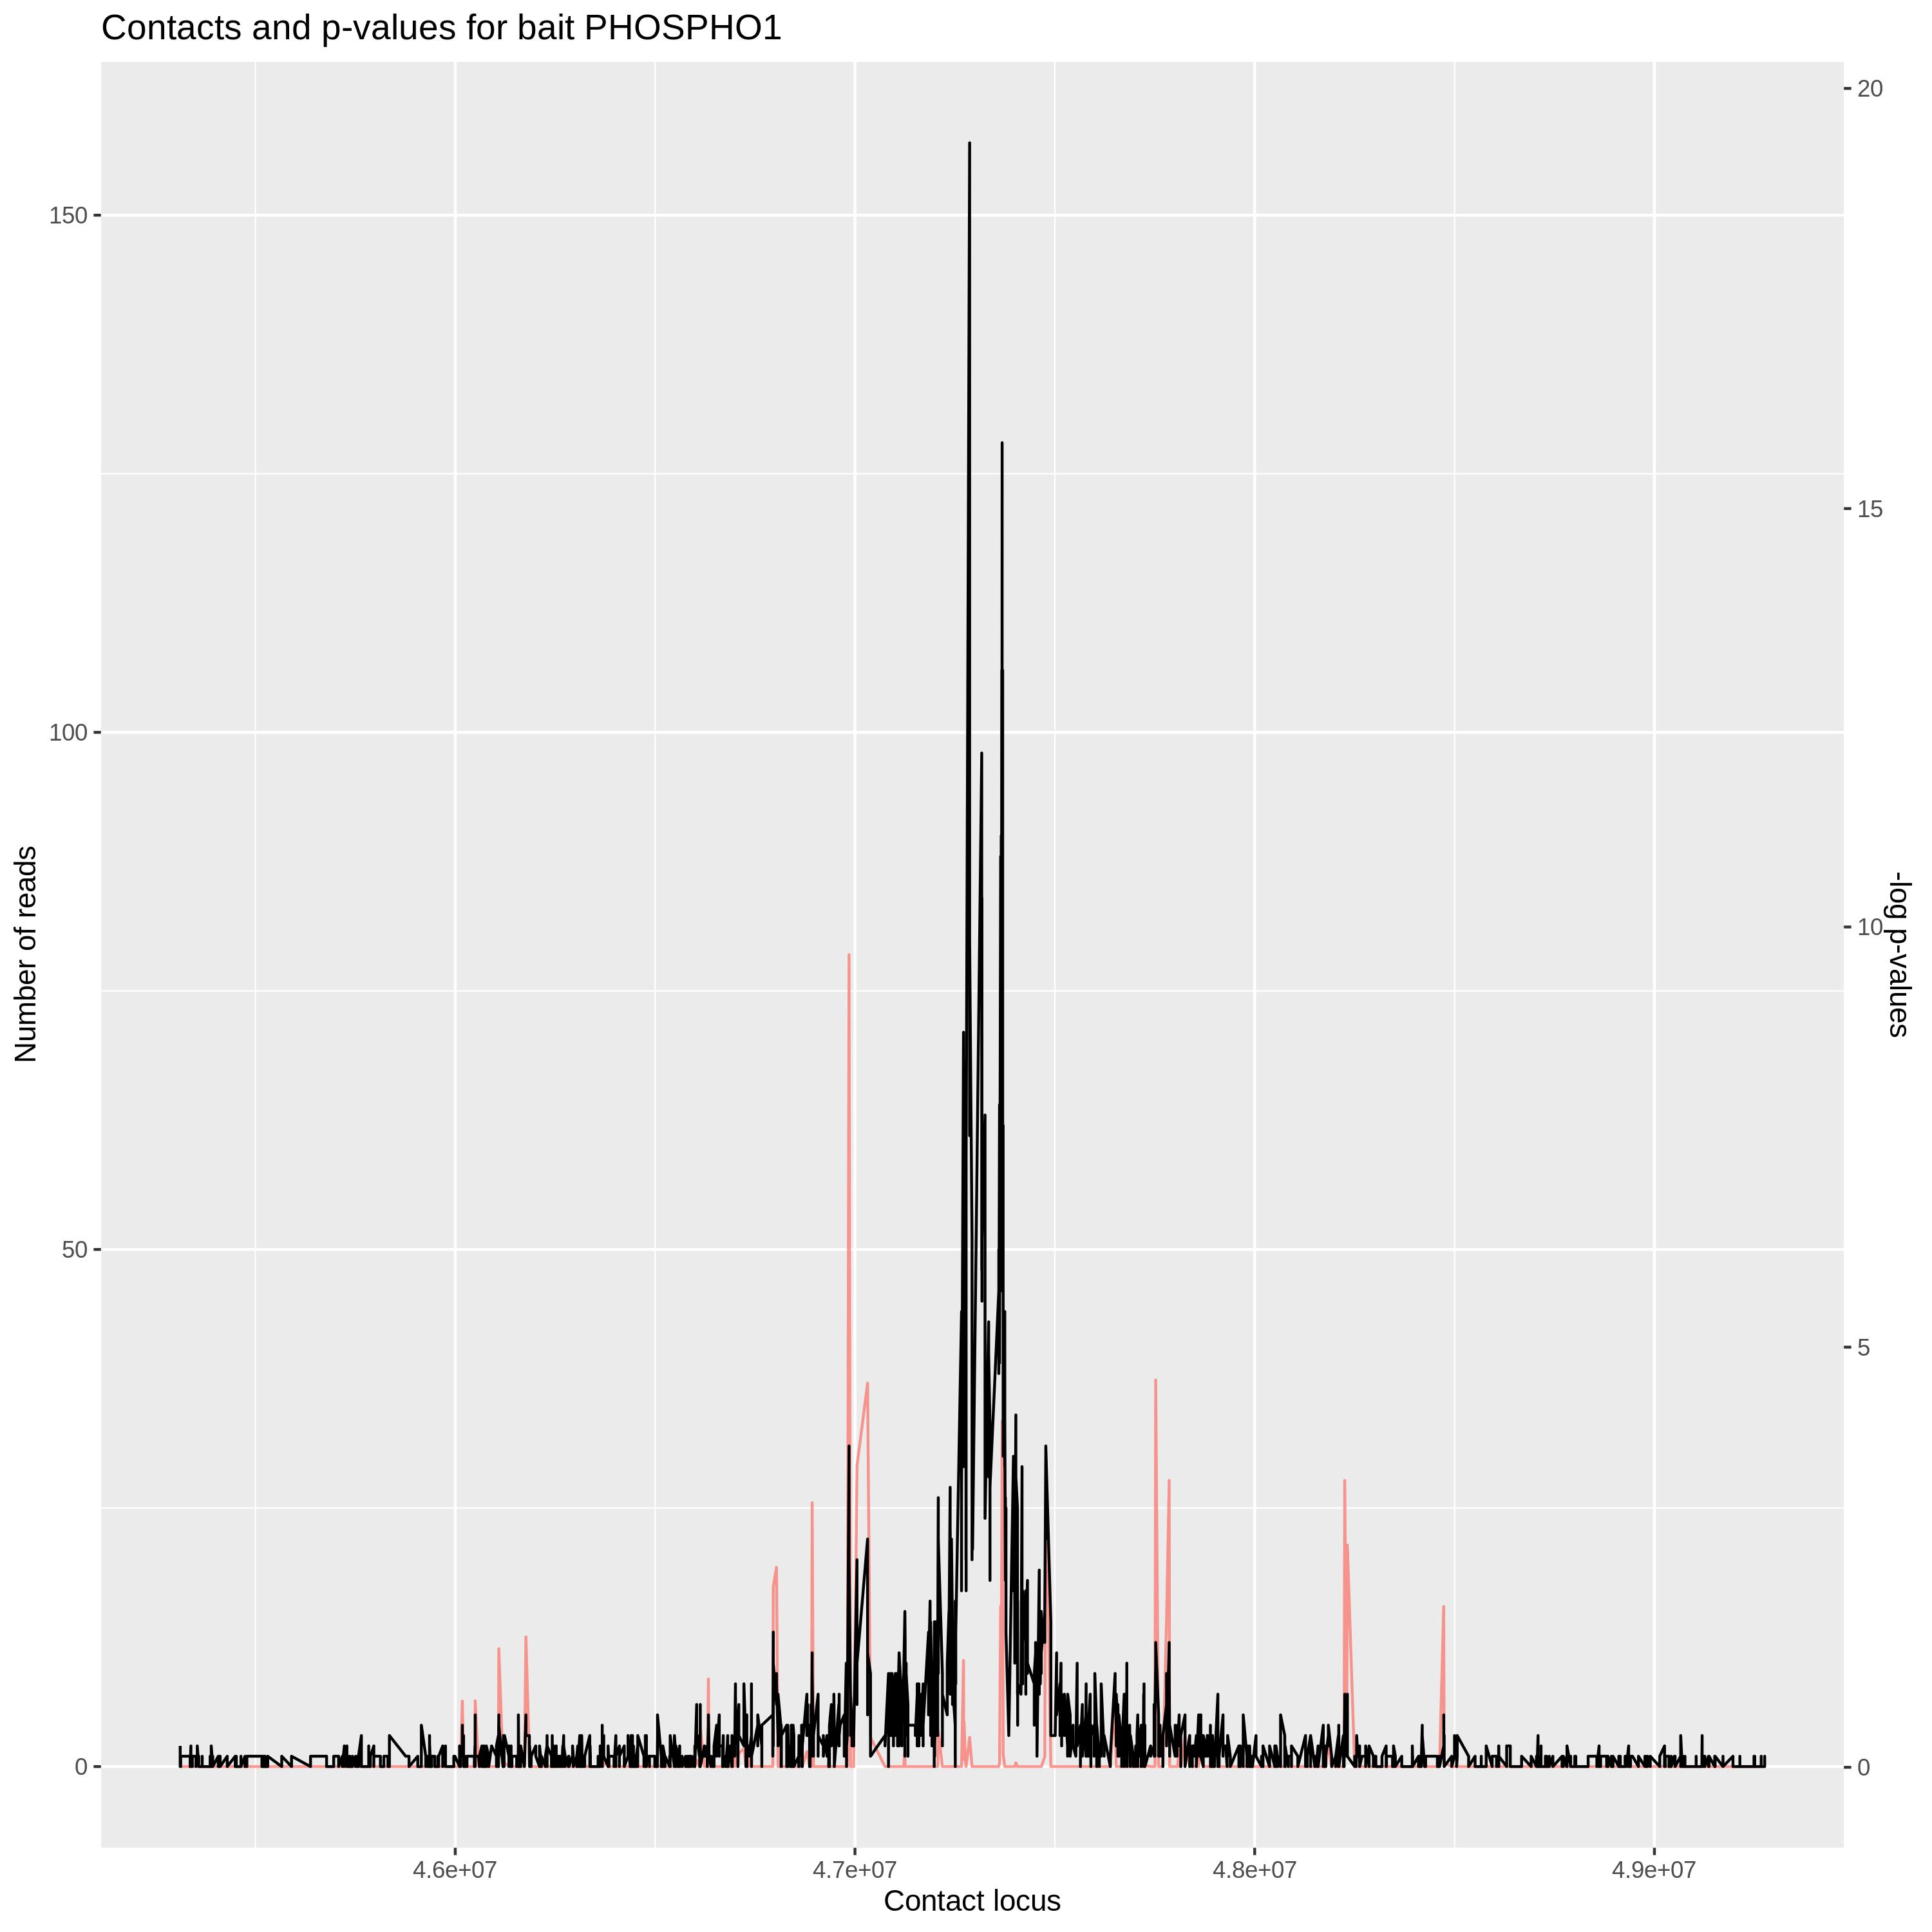 Contacts and p-values for bait PHOSPHO1
Number of reads
150
100
50
0
20
15
10
5
0
-log p-values
4.6e+07
4.7e+07
4.8e+07
4.9e+07
Contact locus